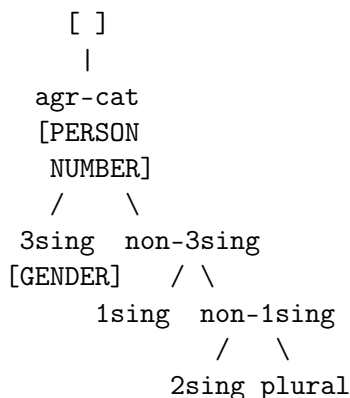 [ ]
|
agr-cat
[PERSON
NUMBER]
/ \
3sing non-3sing
[GENDER] / \
1sing non-1sing
/ \
2sing plural